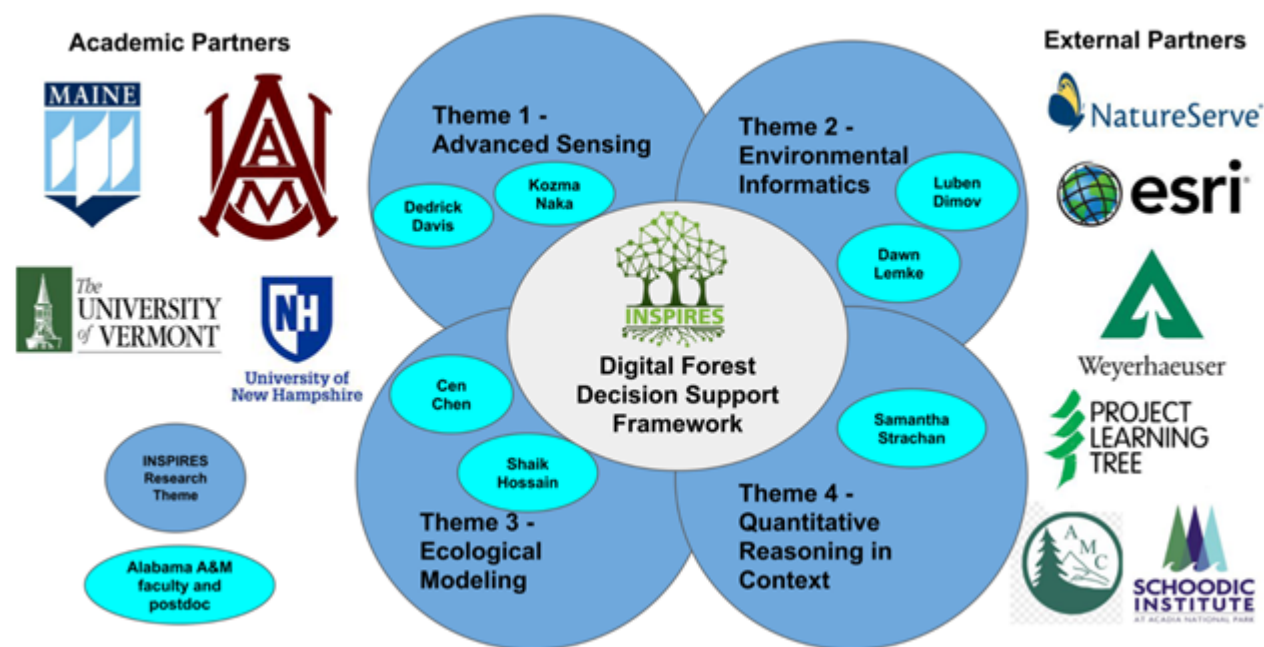 Academic Partners
MAINE
A
A M
The
UNIVERSITY
of VERMONT
NH
University of
New Hampshire
INSPIRES
Research
Theme
Alabama A&M
faculty and
postdoc
Theme 1 -
Advanced Sensing
Kozma
Naka
Dedrick
Davis
Theme 2 -
Environmental
Informatics
Luben
Dimov
Dawn
Lemke
INSPIRES
Digital Forest
Decision Support
Framework
Cen
Chen
Shaik
Hossain
Theme 3 -
Ecological
Modeling
Samantha
Strachan
Theme 4 -
Quantitative
Reasoning in
Context
External Partners
NatureServe®
esri®
Weyerhaeuser
PROJECT
LEARNING
TREE
AMC
SCHOODIC
INSTITUTE
AT ACADIA NATIONAL PARK